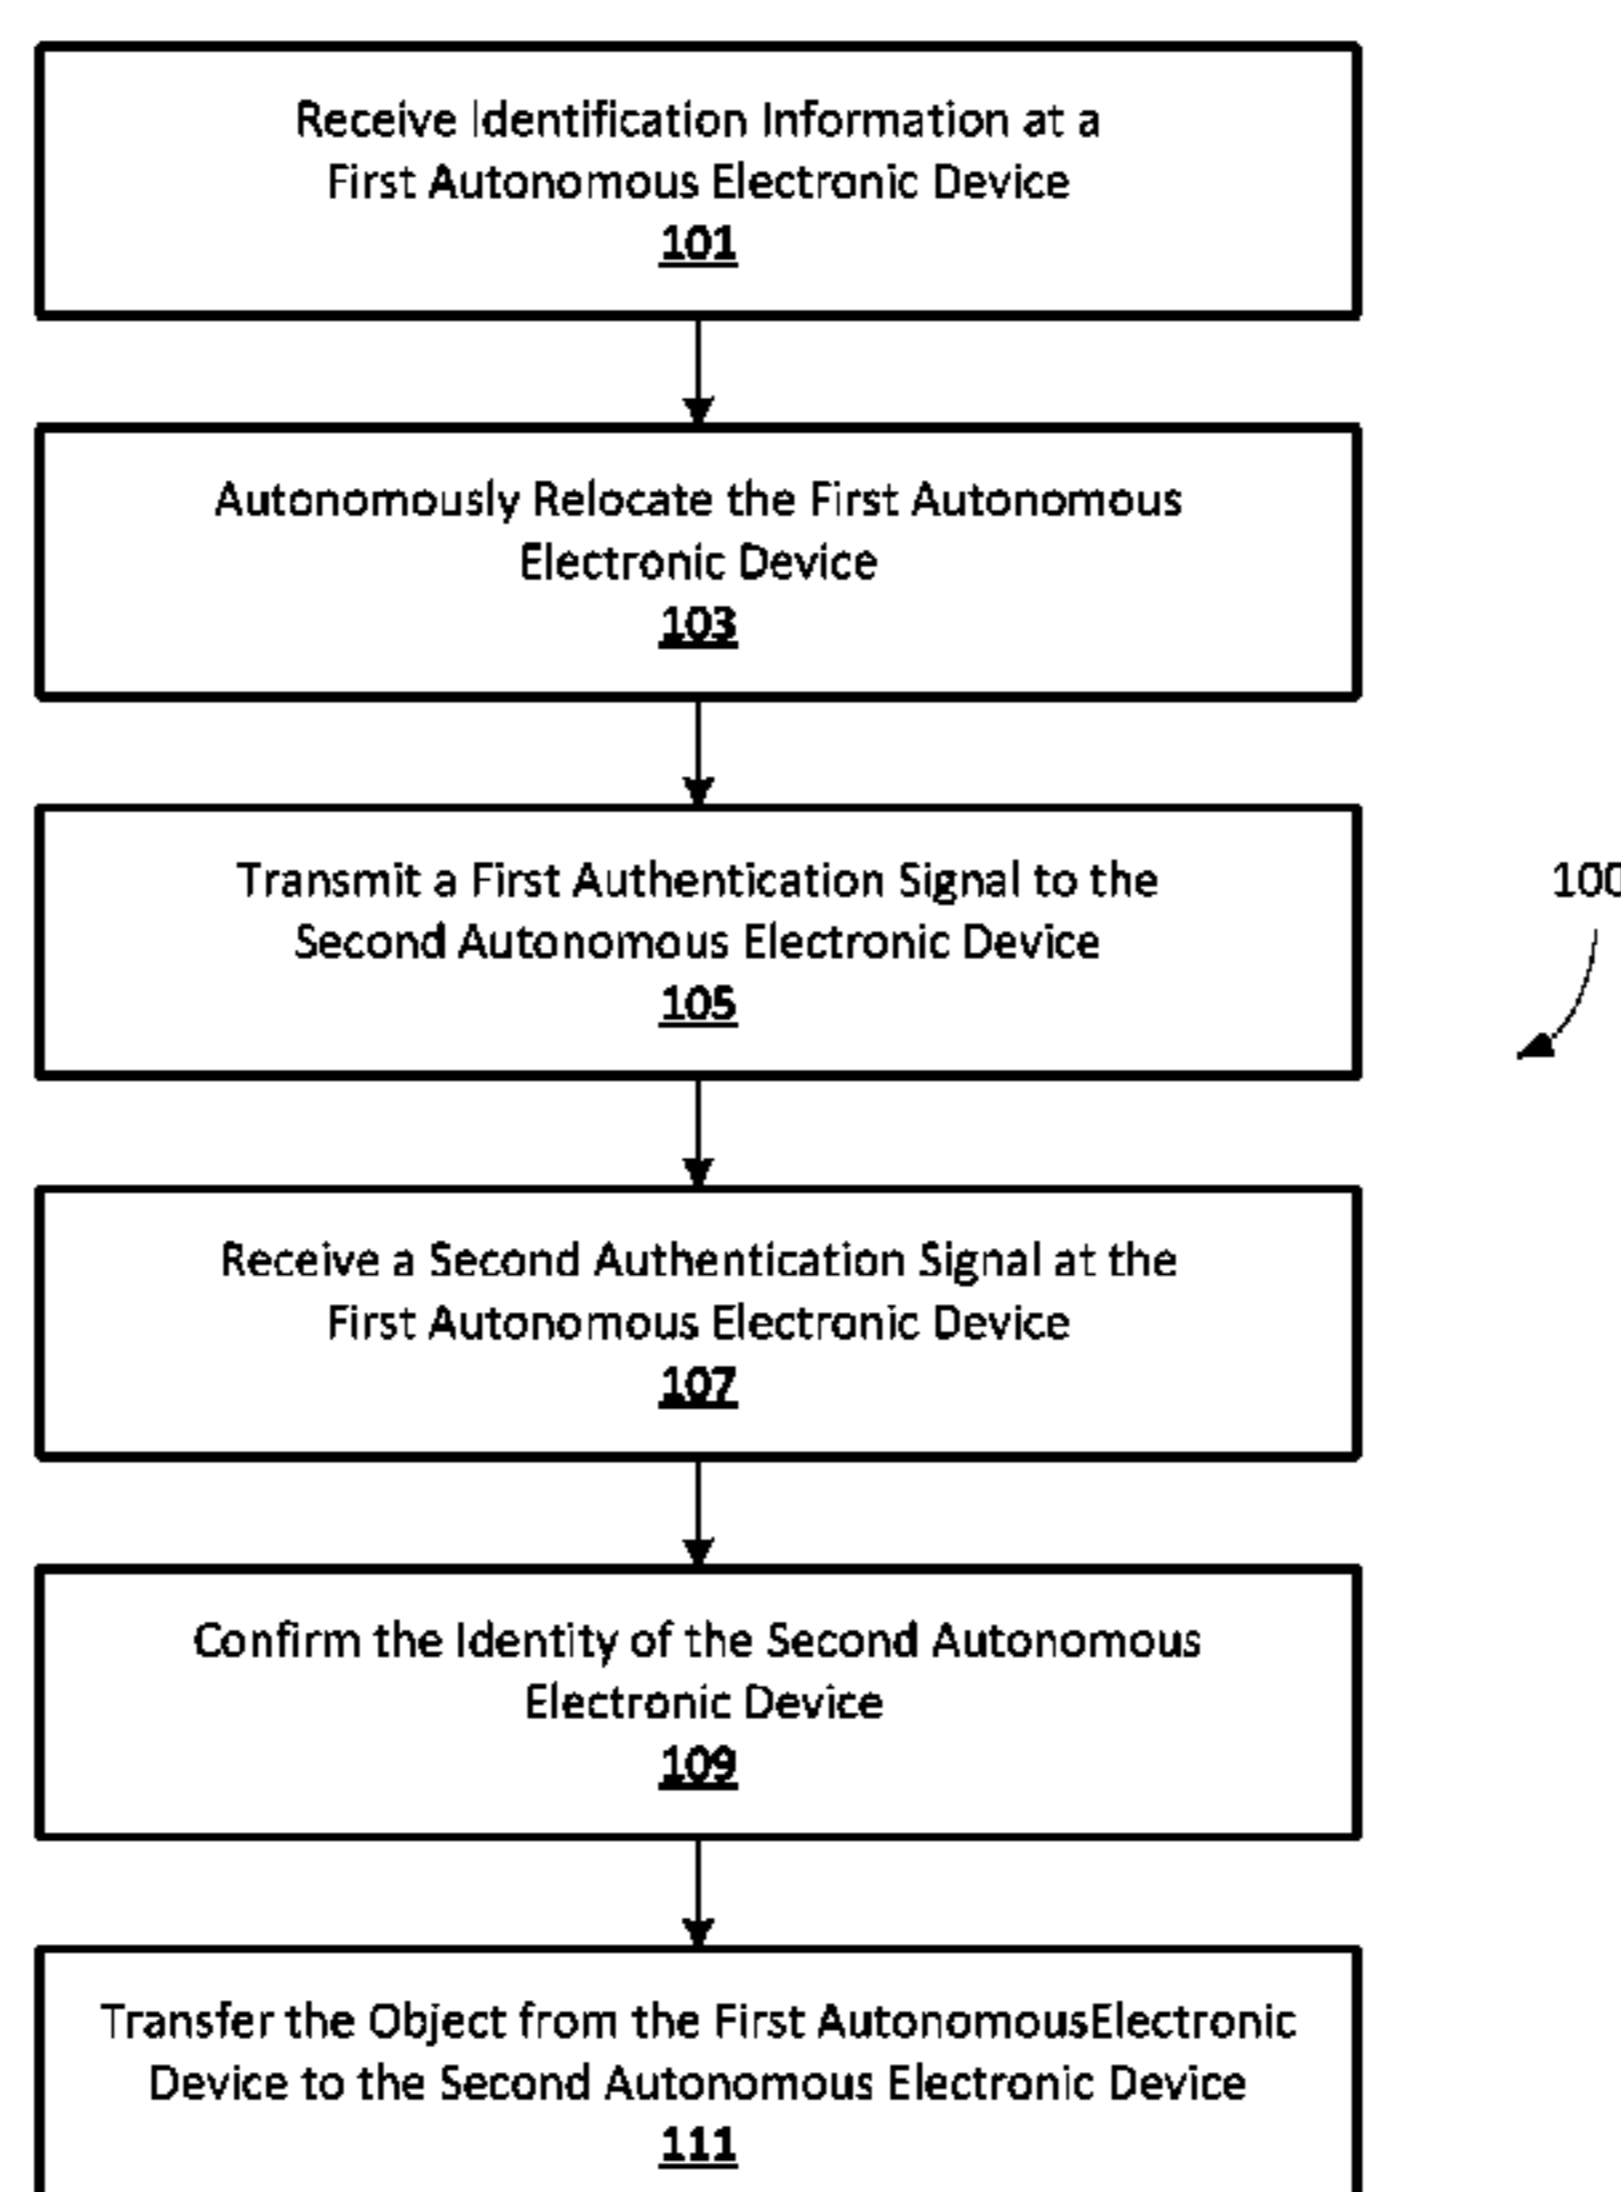 Receive Identification Information at a
First Autonomous Electronic Device
101
Autonomously Relocate the First Autonomous
Electronic Device
103
Transmit a First Authentication Signal to the
Second Autonomous Electronic Device
105
100
Receive a Second Authentication Signal at the
First Autonomous Electronic Device
107
Confirm the Identity of the Second Autonomous
Electronic Device
109
Transfer the Object from the First AutonomousElectronic
Device to the Second Autonomous Electronic Device
111